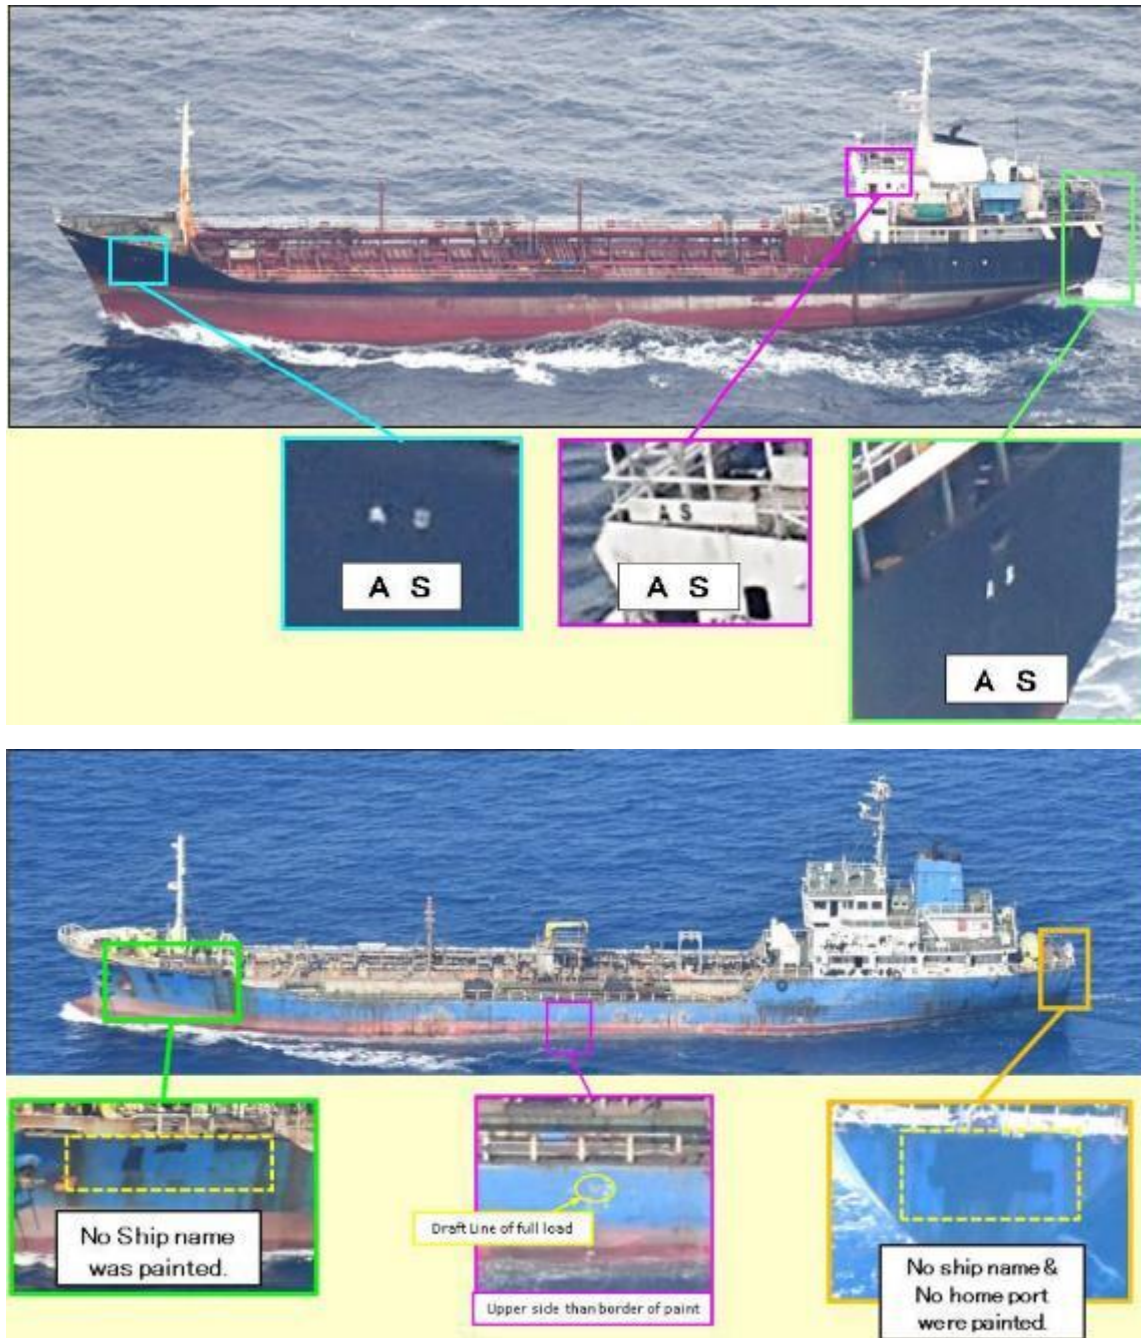 A S
A S
A S
A S
A S
A S
No Ship name
was painted.
Draft Line of full load
Upper side than border of paint
No ship name &
No home port
were painted.